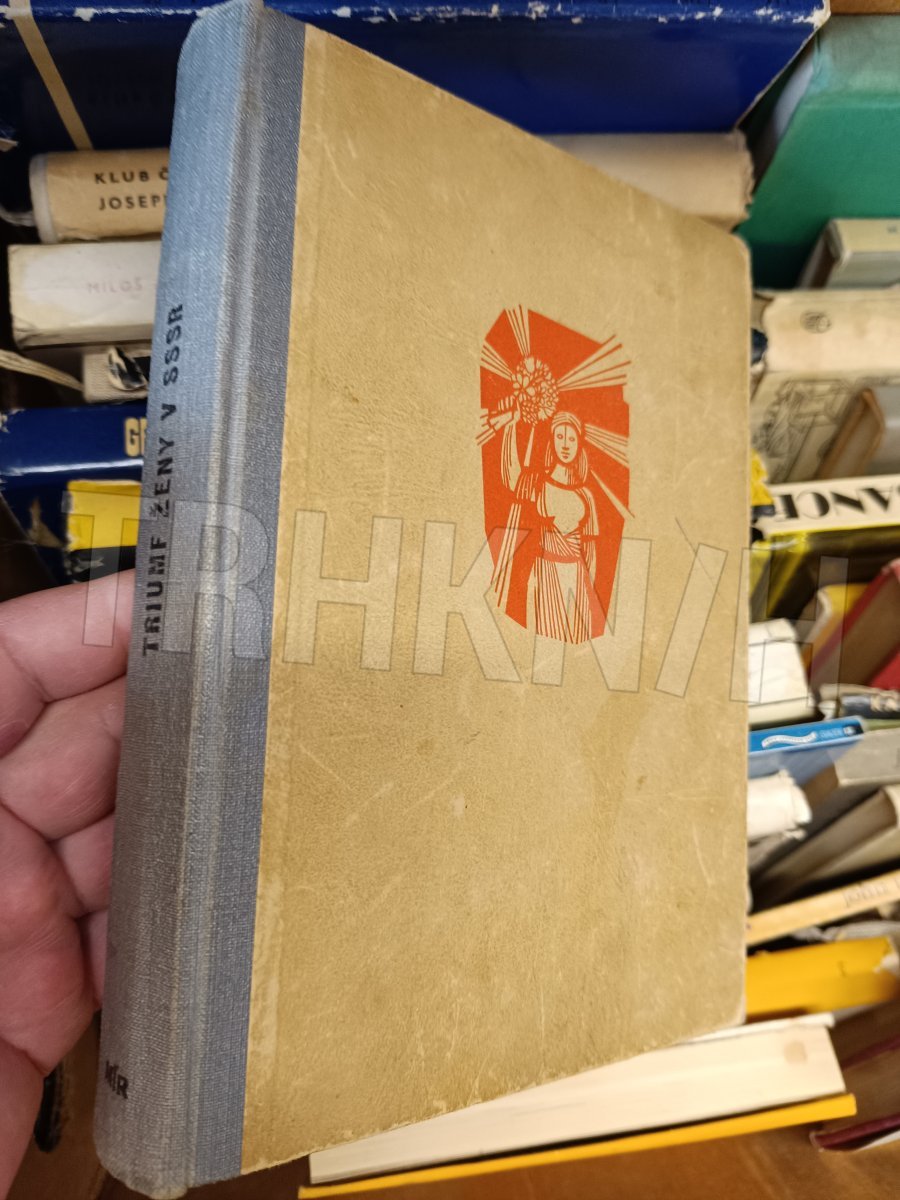 KLUB Č
JOSEP
MILOŠ
TRIUMF ŽENY V SSSR
TRHKNIH
MÍR